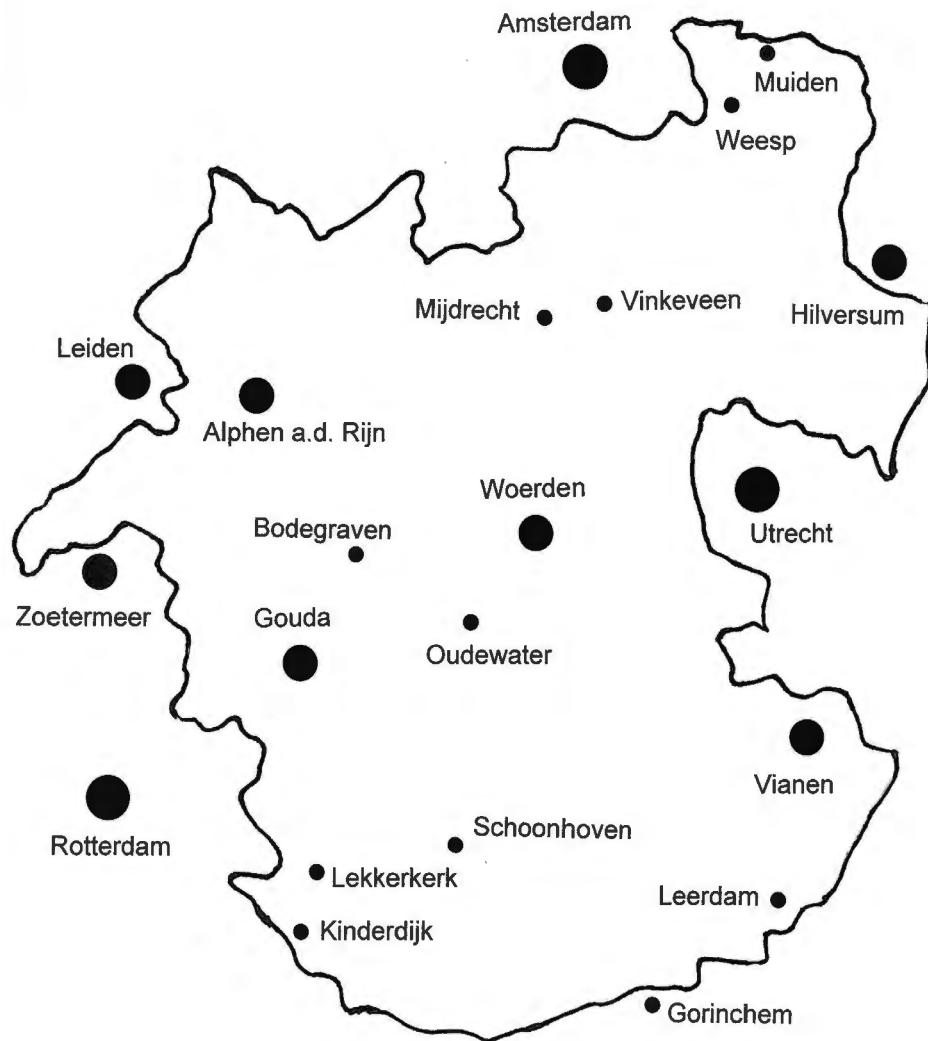 Amsterdam
Muiden
Weesp
Mijdrecht
Vinkeveen
Hilversum
Leiden
Alphen a.d. Rijn
Woerden
Bodegraven
Utrecht
Zoetermeer
Gouda
Oudewater
Vianen
Schoonhoven
Rotterdam
Lekkerkerk
Leerdam
Kinderdijk
Gorinchem